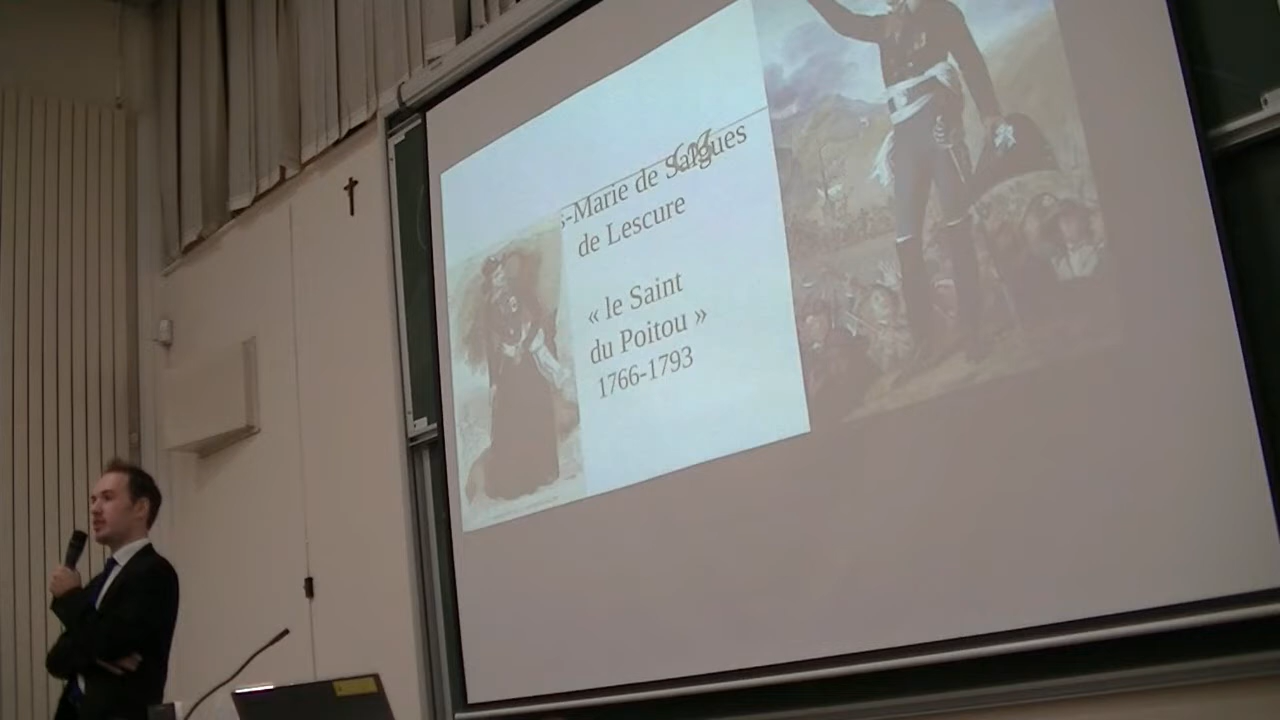 -Marie de Salgues
de Lescure
« le Saint
du Poitou »
1766-1793